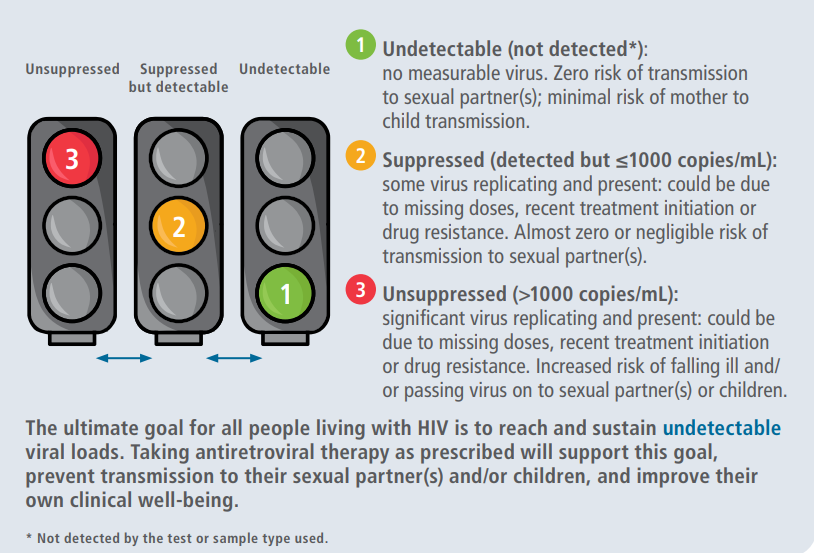 Unsuppressed
Suppressed
but detectable
Undetectable
3
2
1
1 Undetectable (not detected*):
no measurable virus. Zero risk of transmission
to sexual partner(s); minimal risk of mother to
child transmission.
2 Suppressed (detected but ≤1000 copies/mL):
some virus replicating and present: could be due
to missing doses, recent treatment initiation or
drug resistance. Almost zero or negligible risk of
transmission to sexual partner(s).
3 Unsuppressed (>1000 copies/mL):
significant virus replicating and present: could be
due to missing doses, recent treatment initiation
or drug resistance. Increased risk of falling ill and/
or passing virus on to sexual partner(s) or children.
The ultimate goal for all people living with HIV is to reach and sustain undetectable
viral loads. Taking antiretroviral therapy as prescribed will support this goal,
prevent transmission to their sexual partner(s) and/or children, and improve their
own clinical well-being.
* Not detected by the test or sample type used.